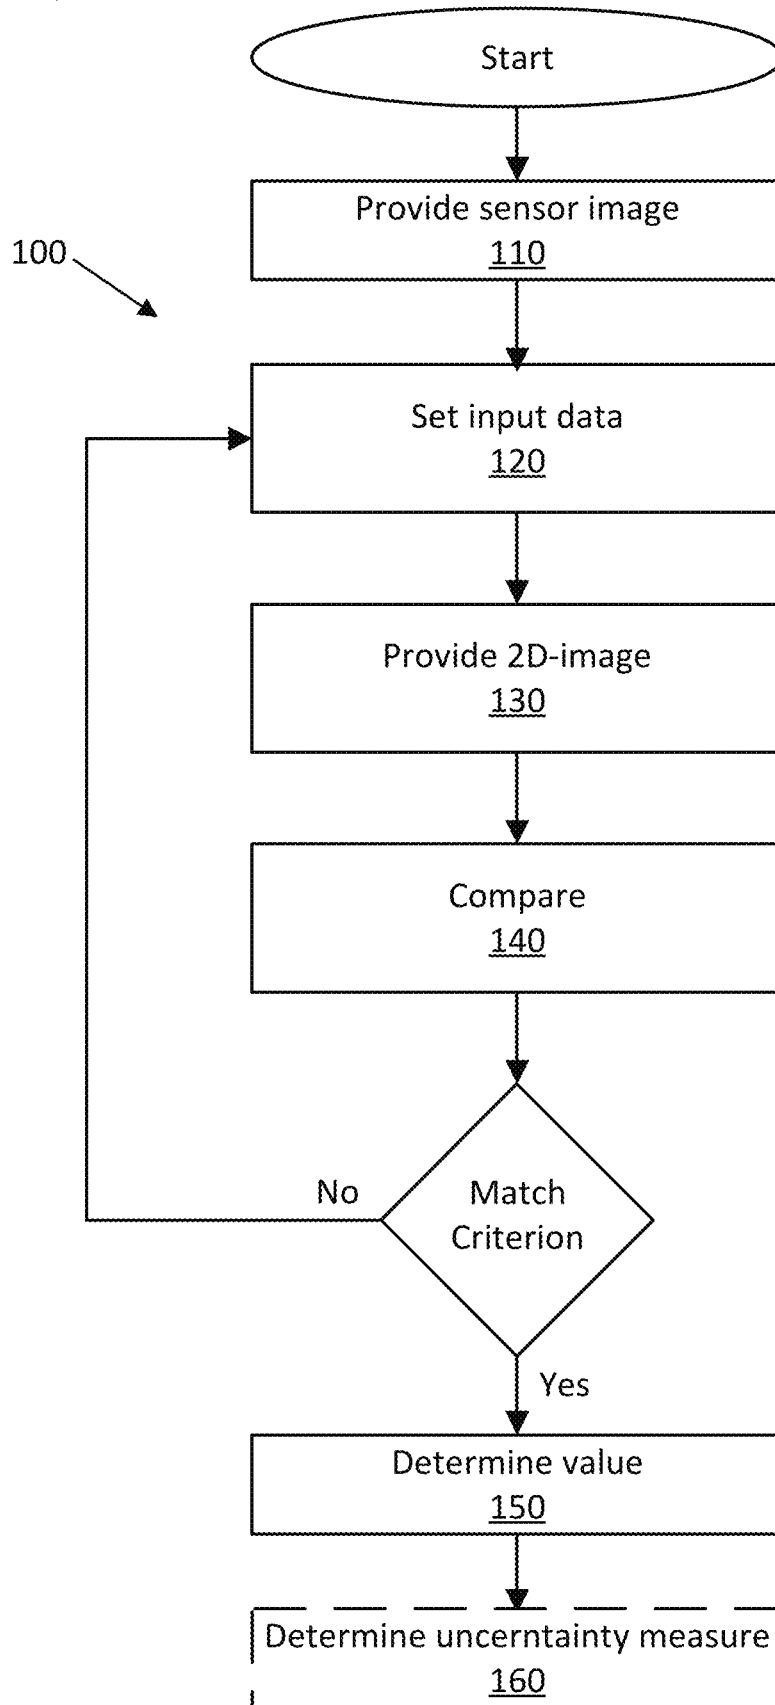 Start
Provide sensor image
110
100
Set input data
120
Provide 2D-image
130
Compare
140
No
Match
Criterion
Yes
Determine value
150
Determine uncerntainty measure
160